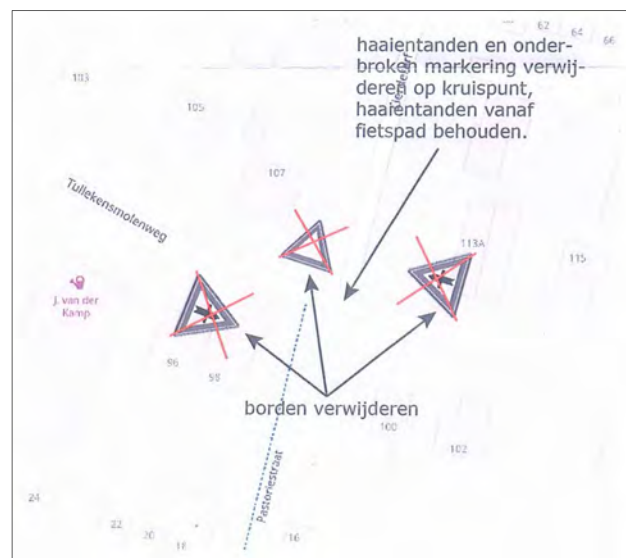 62
64
66
haaientanden en onder-
broken markering verwij-
deren op kruispunt,
haaientanden vanaf
fietspad behouden.
103
105
107
Tullekensmolenweg
113A
115
J. van der
Kamp
96
98
borden verwijderen
100
102
Pastoriestraat
24
22
20
18
16